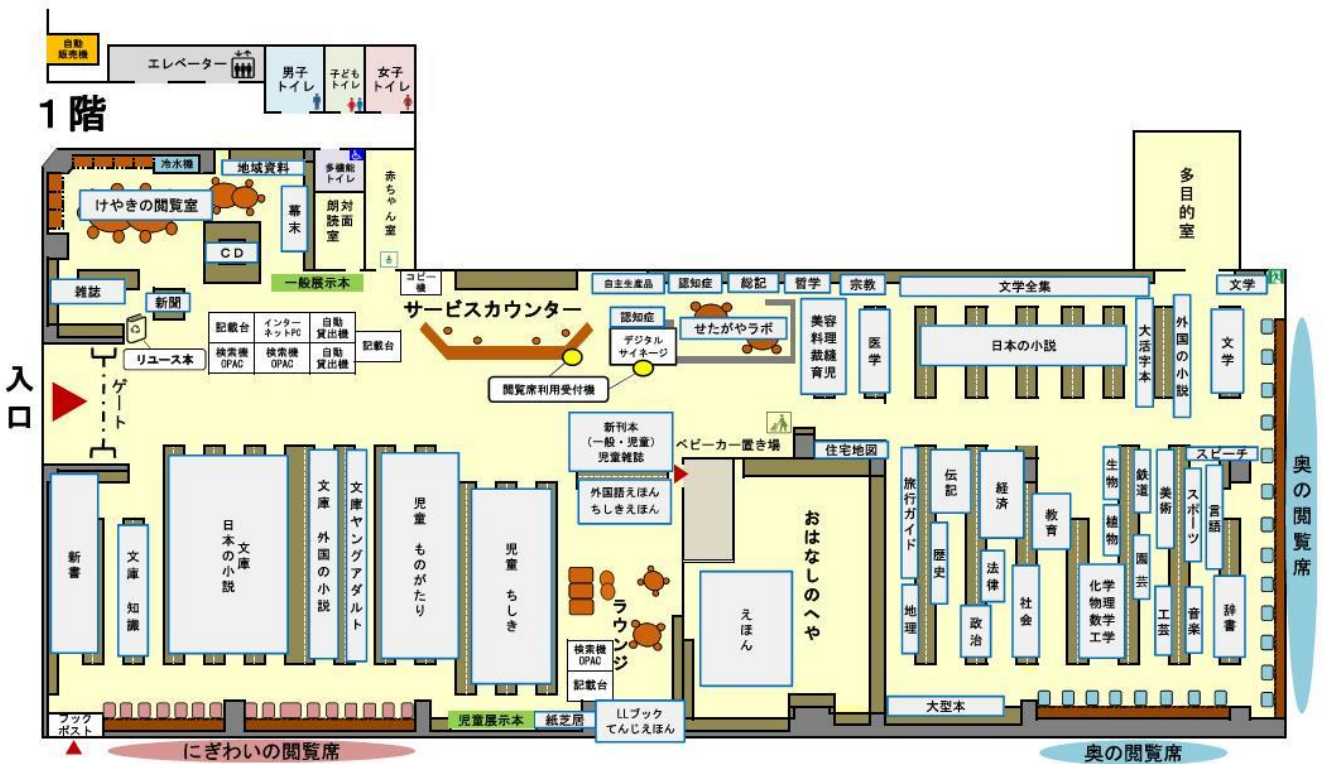 自動
販売機
エレベーター
男子
トイレ
子ども
トイレ
女子
トイレ
1階
冷水機
地域資料
多機能
トイレ
赤ちゃん室
けやきの閲覧室
幕末
対面
朗読室
CD
多目的室
雑誌
新聞
一般展示本
コピー
機
サービスカウンター
自主生産品
認知症
総記
哲学
宗教
文学全集
文学
リユース本
記載台
インター
ネットPC
自動
貸出機
記載台
検索機
OPAC
検索機
OPAC
自動
貸出機
認知症
デジタル
サイネージ
せたがやラボ
美容
料理
裁縫
育児
医学
日本の小説
大活字本
外国の小説
文学
閲覧席利用受付機
入口
ゲート
新刊本
(一般・児童)
児童雑誌
ベビーカー置き場
住宅地図
外国語えほん
ちしきえほん
新書
文庫 知識
文庫
日本の小説
文庫 外国の小説
文庫ヤングアダルト
児童 ものがたり
児童 ちしき
ラウンジ
検索機
OPAC
記載台
えほん
おはなしのへや
旅行ガイド
地理
伝記
歴史
経済
法律
政治
社会
教育
生物
植物
化学
物理
数学
工学
鉄道
園芸
美術
工芸
スピーチ
スポーツ
音楽
言語
辞書
奥の閲覧席
ブック
ポスト
にぎわいの閲覧席
児童展示本
紙芝居
LLブック
てんじえほん
大型本
奥の閲覧席